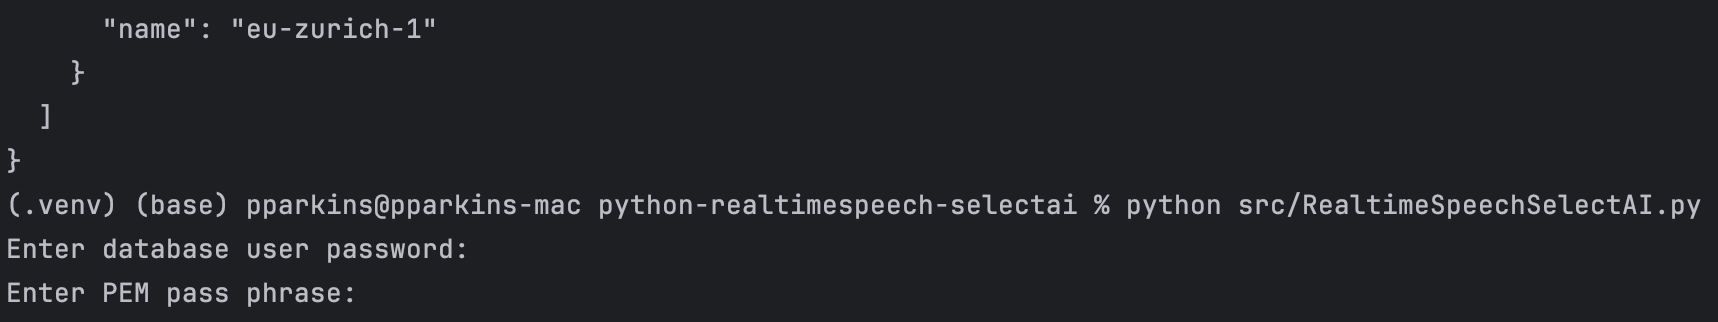 "name": "eu-zurich-1"
}
]
}
(.venv) (base) pparkins@pparkins-mac python-realtimespeech-selectai % python src/RealtimeSpeechSelectAI.py
Enter database user password:
Enter PEM pass phrase: